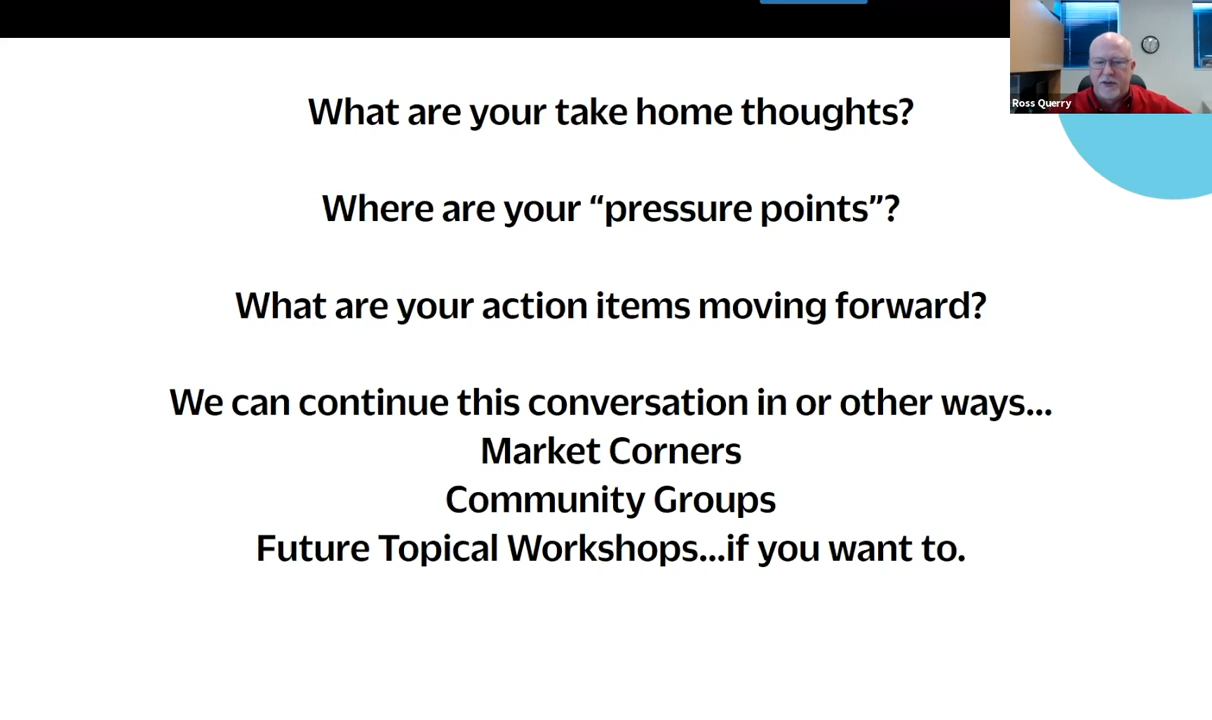 Ross Querry
What are your take home thoughts?
Where are your “pressure points”?
What are your action items moving forward?
We can continue this conversation in or other ways...
Market Corners
Community Groups
Future Topical Workshops...if you want to.